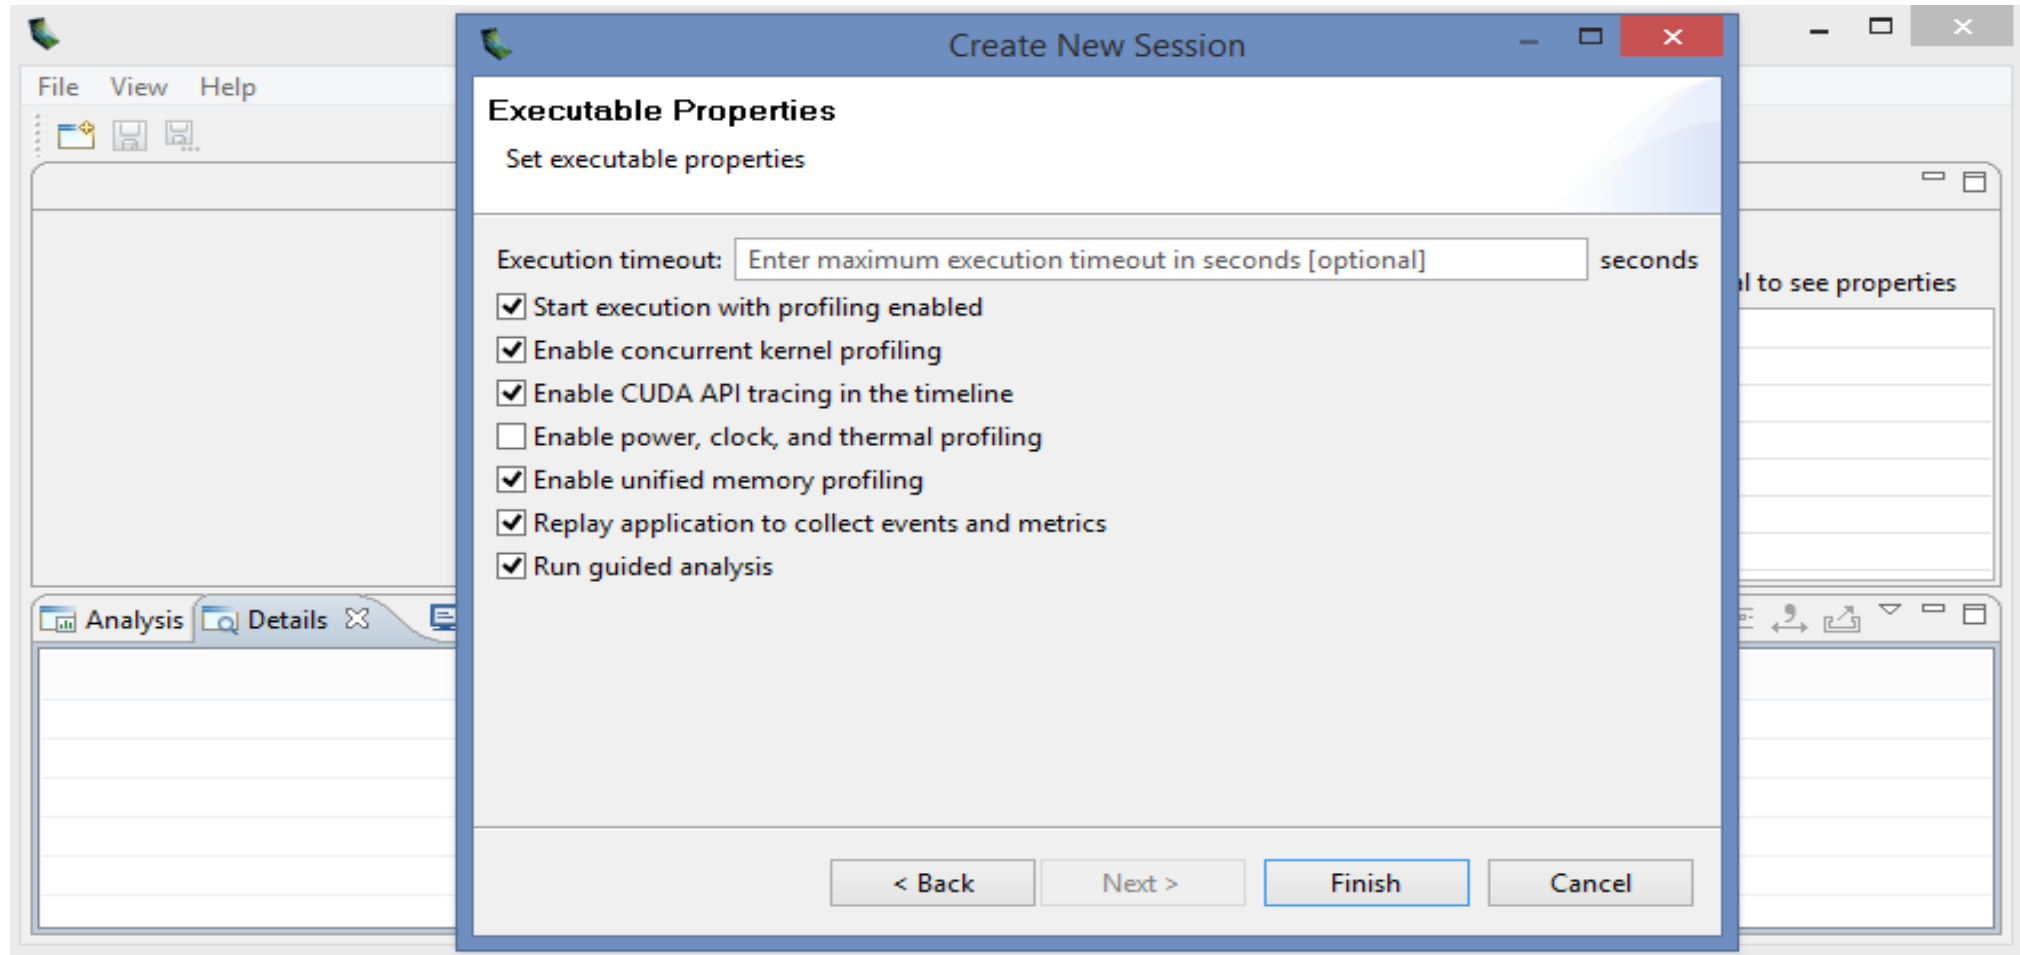 Create New Session
File View Help
Executable Properties
Set executable properties
Execution timeout: Enter maximum execution timeout in seconds [optional] seconds
to see properties
Start execution with profiling enabled
Enable concurrent kernel profiling
Enable CUDA API tracing in the timeline
Enable power, clock, and thermal profiling
Enable unified memory profiling
Replay application to collect events and metrics
Run guided analysis
Analysis Details
< Back Next > Finish Cancel